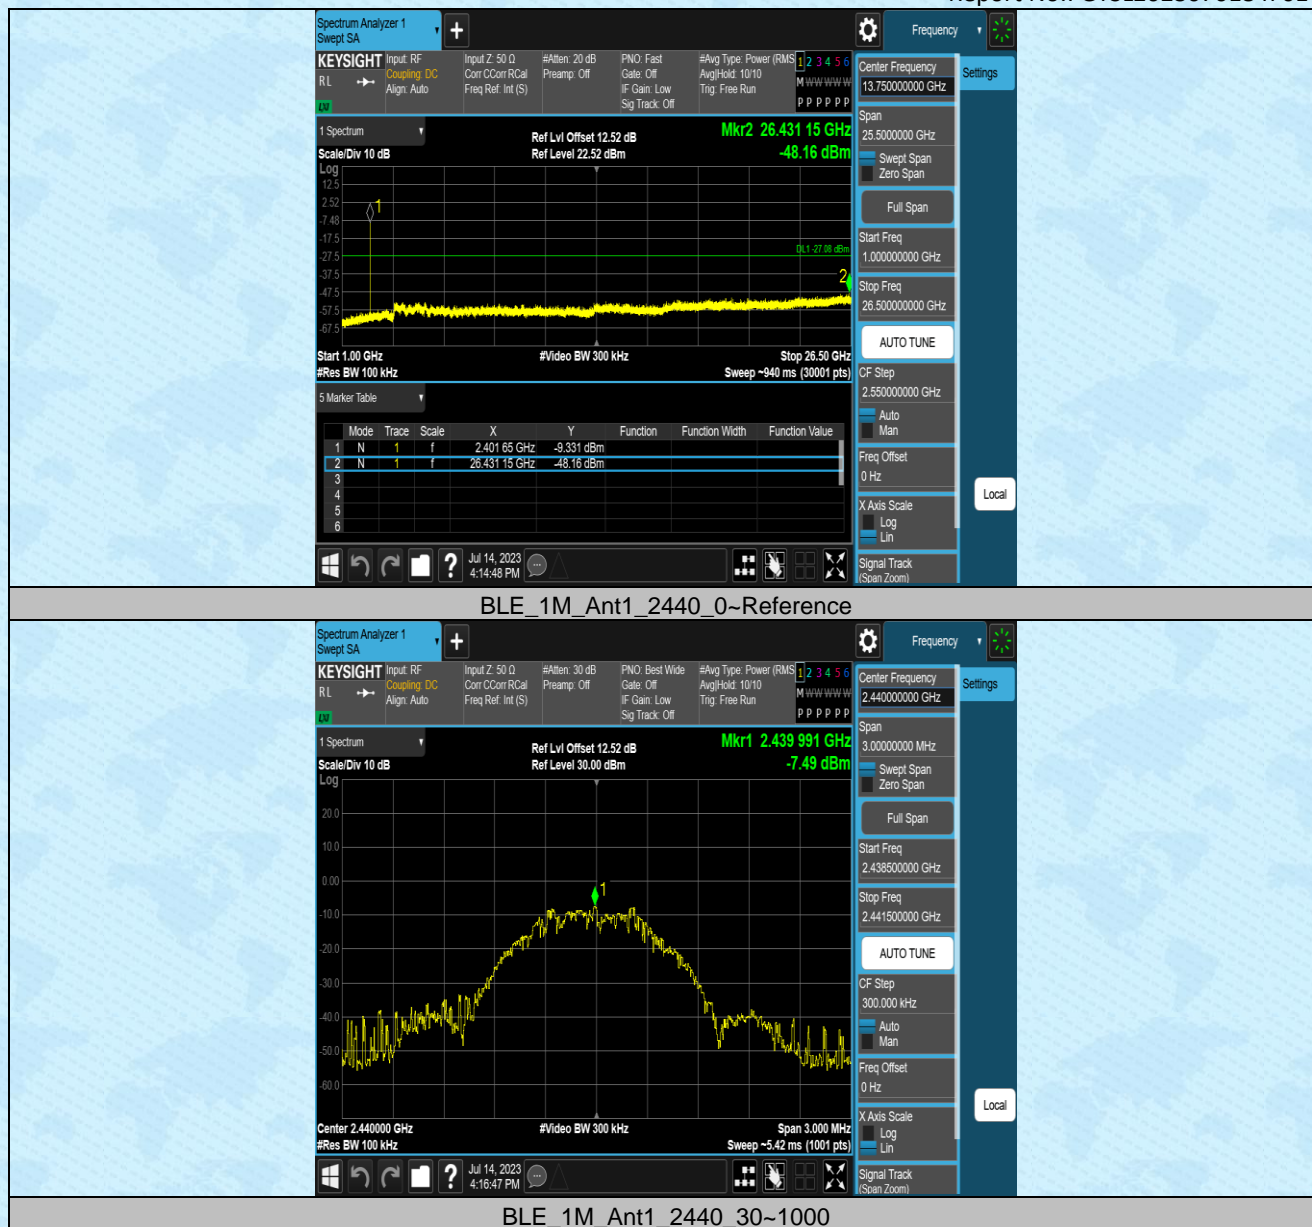 Spectrum Analyzer 1
Swept SA
Frequency
KEYSIGHT
RL
Input: RF
Coupling: DC
Align: Auto
Input Z: 50 Ω
Corr CCorr RCal
Freq Ref: Int (S)
#Atten: 20 dB
Preamp: Off
PNO: Fast
Gate: Off
IF Gain: Low
Sig Track: Off
#Avg Type: Power (RMS
Avg|Hold: 10/10
Trig: Free Run
1 2 3 4 5 6
M W W W W W
P P P P P P
Center Frequency
13.750000000 GHz
Settings
Span
25.5000000 GHz
Swept Span
Zero Span
Full Span
Start Freq
1.000000000 GHz
Stop Freq
26.500000000 GHz
AUTO TUNE
CF Step
2.550000000 GHz
Auto
Man
Freq Offset
0 Hz
X Axis Scale
Log
Lin
Signal Track
(Span Zoom)
Local
1 Spectrum
Scale/Div 10 dB
Ref Lvl Offset 12.52 dB
Ref Level 22.52 dBm
Mkr2 26.431 15 GHz
-48.16 dBm
Log
12.5
2.52
-7.48
-17.5
-27.5
-37.5
-47.5
-57.5
-67.5
1
DL1 -27.08 dBm
2
Start 1.00 GHz
#Video BW 300 kHz
Stop 26.50 GHz
#Res BW 100 kHz
Sweep ~940 ms (30001 pts)
5 Marker Table
Mode Trace Scale X Y Function Function Width Function Value
1 N 1 f 2.401 65 GHz -9.331 dBm
2 N 1 f 26.431 15 GHz -48.16 dBm
3
4
5
6
?
Jul 14, 2023
4:14:48 PM
BLE_1M_Ant1_2440_0~Reference
Spectrum Analyzer 1
Swept SA
Frequency
KEYSIGHT
RL
Input: RF
Coupling: DC
Align: Auto
Input Z: 50 Ω
Corr CCorr RCal
Freq Ref: Int (S)
#Atten: 30 dB
Preamp: Off
PNO: Best Wide
Gate: Off
IF Gain: Low
Sig Track: Off
#Avg Type: Power (RMS
Avg|Hold: 10/10
Trig: Free Run
1 2 3 4 5 6
M W W W W W
P P P P P P
Center Frequency
2.440000000 GHz
Settings
Span
3.00000000 MHz
Swept Span
Zero Span
Full Span
Start Freq
2.438500000 GHz
Stop Freq
2.441500000 GHz
AUTO TUNE
CF Step
300.000 kHz
Auto
Man
Freq Offset
0 Hz
X Axis Scale
Log
Lin
Signal Track
(Span Zoom)
Local
1 Spectrum
Scale/Div 10 dB
Ref Lvl Offset 12.52 dB
Ref Level 30.00 dBm
Mkr1 2.439 991 GHz
-7.49 dBm
Log
20.0
10.0
0.00
-10.0
-20.0
-30.0
-40.0
-50.0
-60.0
1
Center 2.440000 GHz
#Video BW 300 kHz
Span 3.000 MHz
#Res BW 100 kHz
Sweep ~5.42 ms (1001 pts)
?
Jul 14, 2023
4:16:47 PM
BLE_1M_Ant1_2440_30~1000